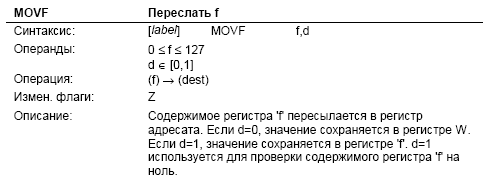 MOVF Переслать f
Синтаксис: [label] MOVF f,d
Операнды: 0 ≤ f ≤ 127
d ∈ [0,1]
Операция: (f) → (dest)
Измен. флаги: Z
Описание: Содержимое регистра 'f' пересылается в регистр
адресата. Если d=0, значение сохраняется в регистре W.
Если d=1, значение сохраняется в регистре 'f'. d=1
используется для проверки содержимого регистра 'f' на
ноль.